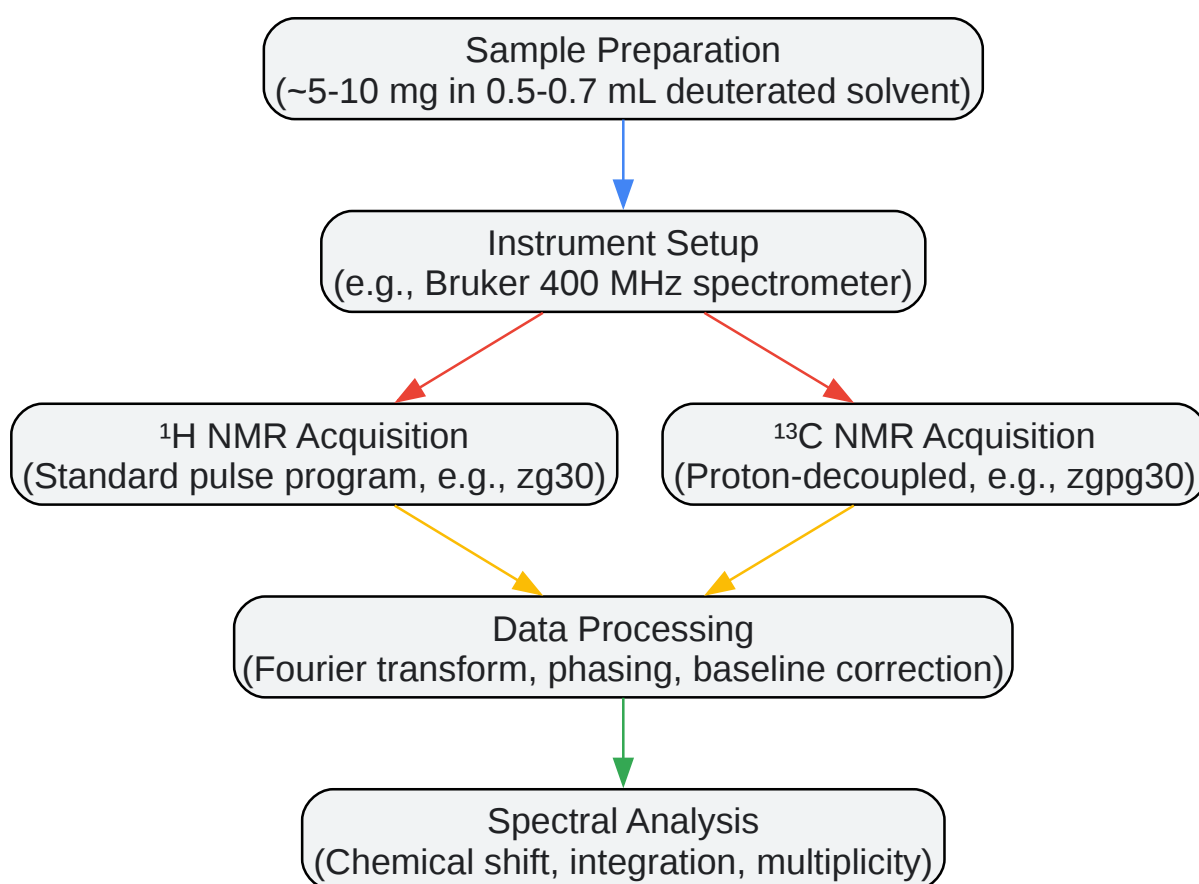 Sample Preparation
(~5-10 mg in 0.5-0.7 mL deuterated solvent)
Instrument Setup
(e.g., Bruker 400 MHz spectrometer)
¹H NMR Acquisition
(Standard pulse program, e.g., zg30)
¹³C NMR Acquisition
(Proton-decoupled, e.g., zgpg30)
Data Processing
(Fourier transform, phasing, baseline correction)
Spectral Analysis
(Chemical shift, integration, multiplicity)